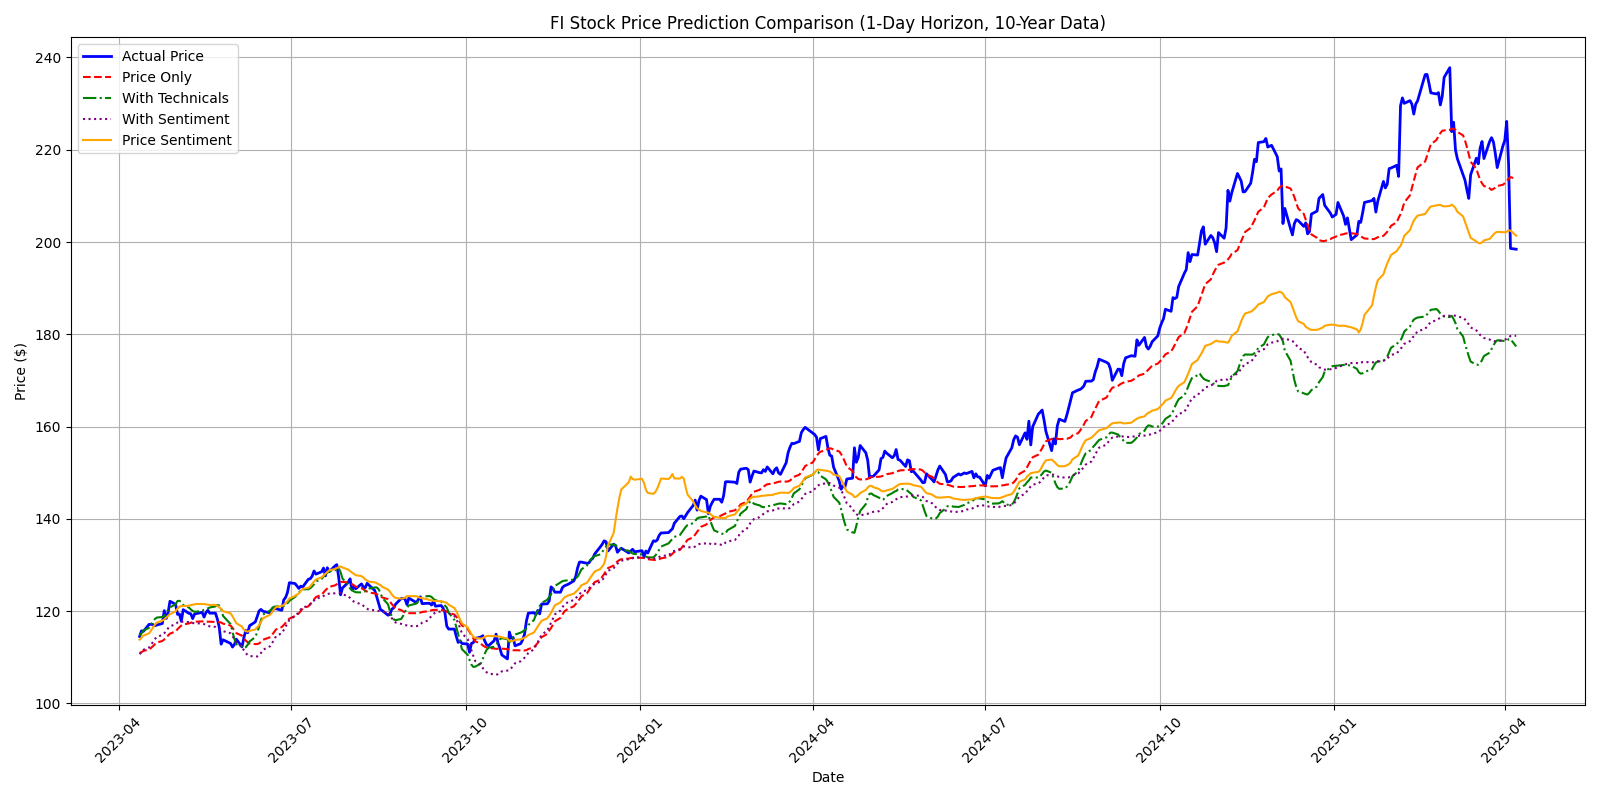 FI Stock Price Prediction Comparison (1-Day Horizon, 10-Year Data)
Actual Price
Price Only
With Technicals
With Sentiment
Price Sentiment
240
220
200
180
160
140
120
100
Price ($)
2023-04
2023-07
2023-10
2024-01
2024-04
2024-07
2024-10
2025-01
2025-04
Date